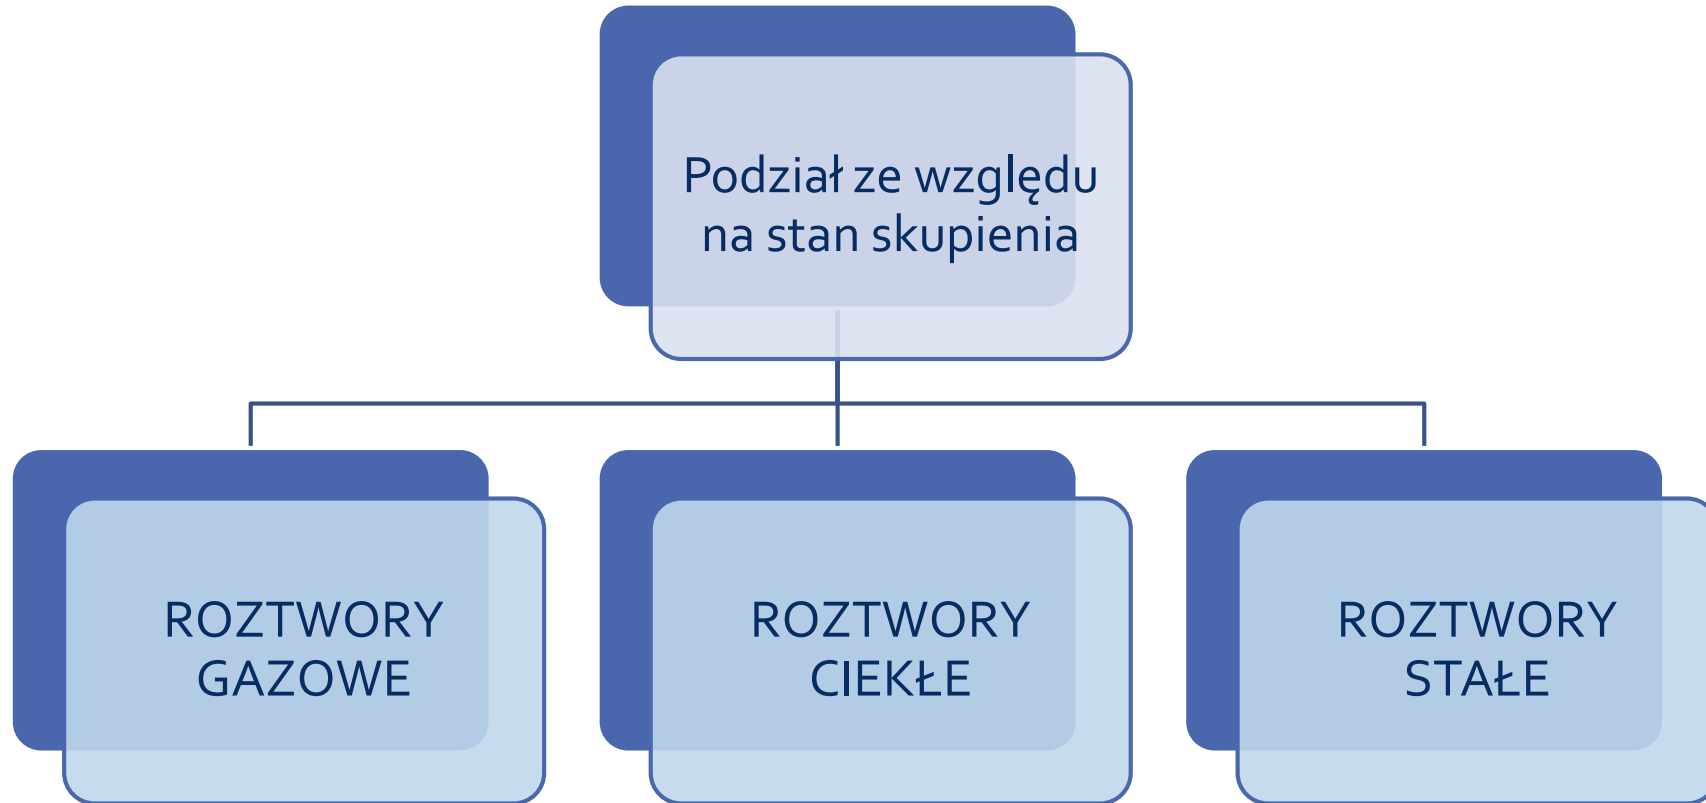 Podział ze względu
na stan skupienia
ROZTWORY
GAZOWE
ROZTWORY
CIEKŁE
ROZTWORY
STAŁE